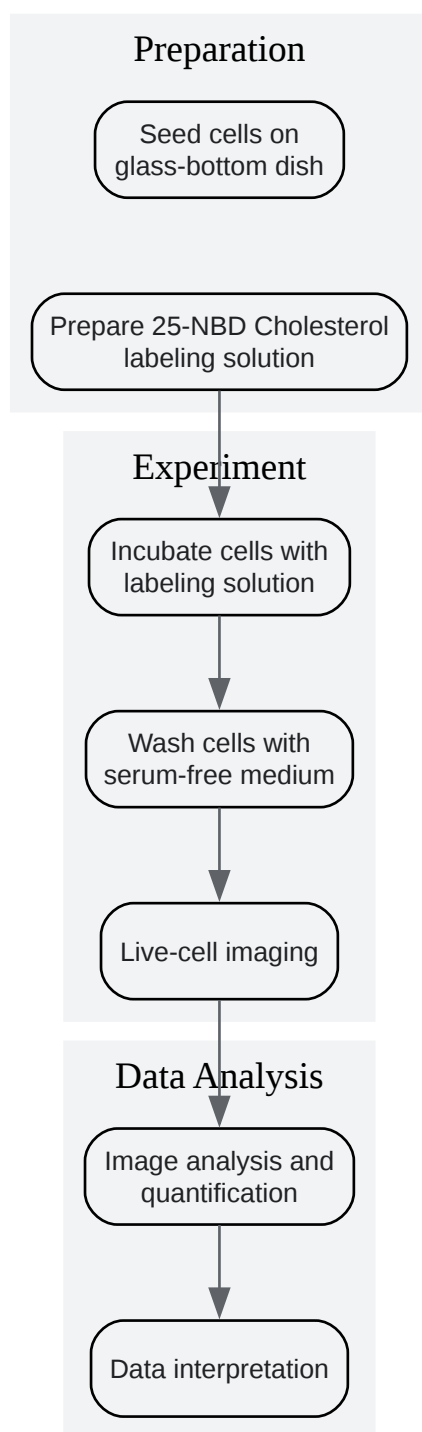 Preparation
Seed cells on
glass-bottom dish
Prepare 25-NBD Cholesterol
labeling solution
Experiment
Incubate cells with
labeling solution
Wash cells with
serum-free medium
Live-cell imaging
Data Analysis
Image analysis and
quantification
Data interpretation